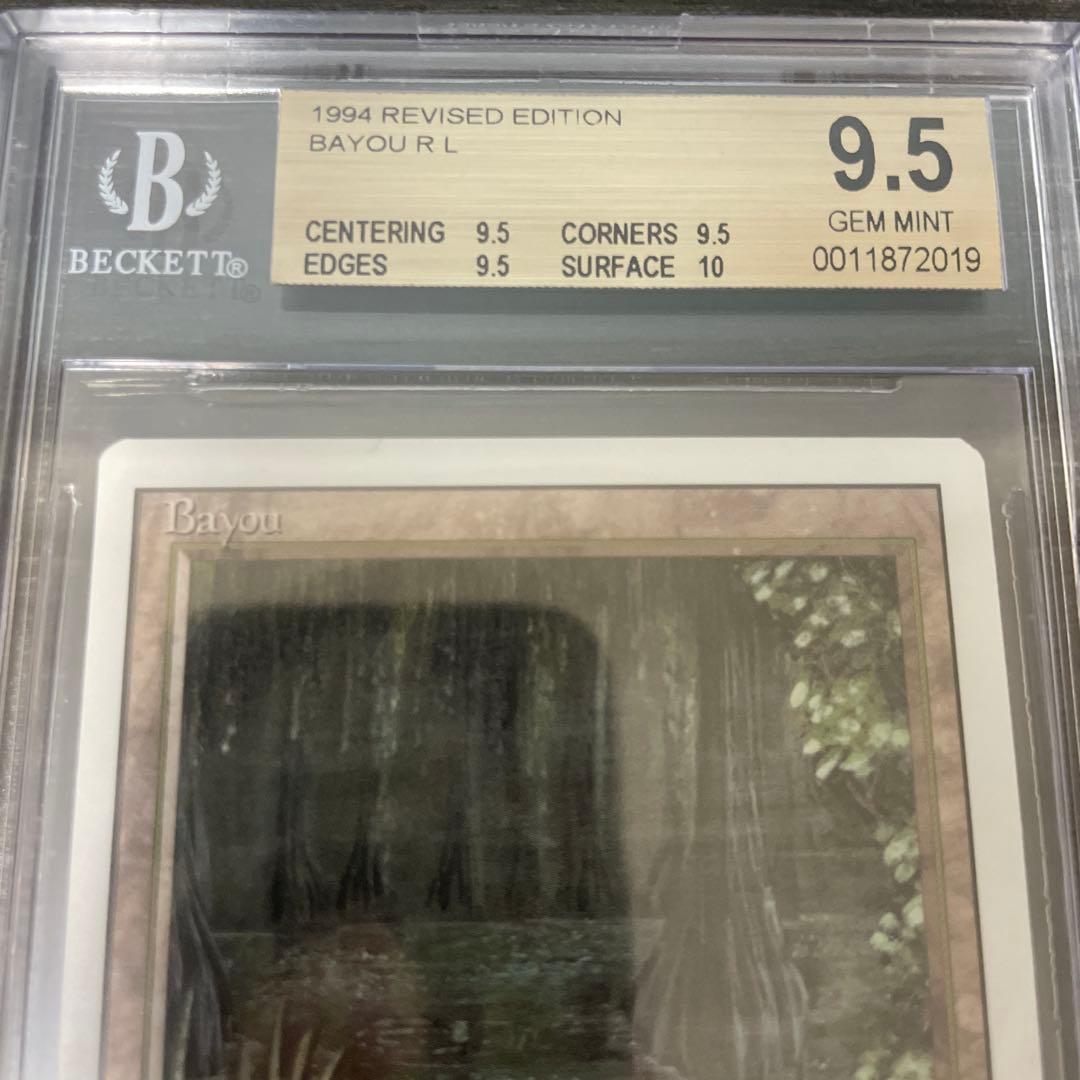 B
BECKETT®
1994 REVISED EDITION
BAYOU R L
CENTERING 9.5 CORNERS 9.5
EDGES 9.5 SURFACE 10
9.5
GEM MINT
0011872019
Bayou